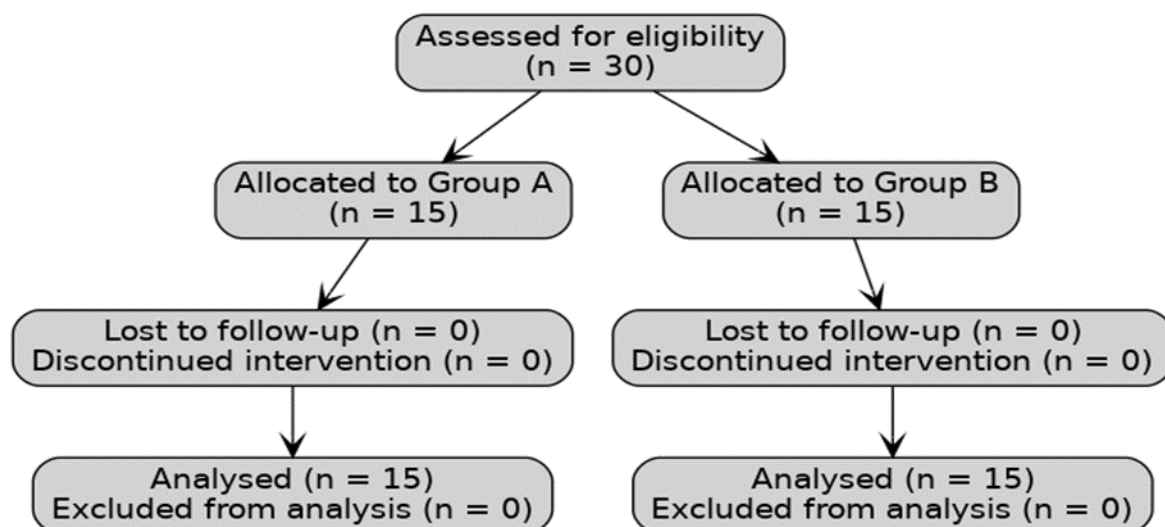 Assessed for eligibility
(n = 30)
Allocated to Group A
(n = 15)
Allocated to Group B
(n = 15)
Lost to follow-up (n = 0)
Discontinued intervention (n = 0)
Lost to follow-up (n = 0)
Discontinued intervention (n = 0)
Analysed (n = 15)
Excluded from analysis (n = 0)
Analysed (n = 15)
Excluded from analysis (n = 0)